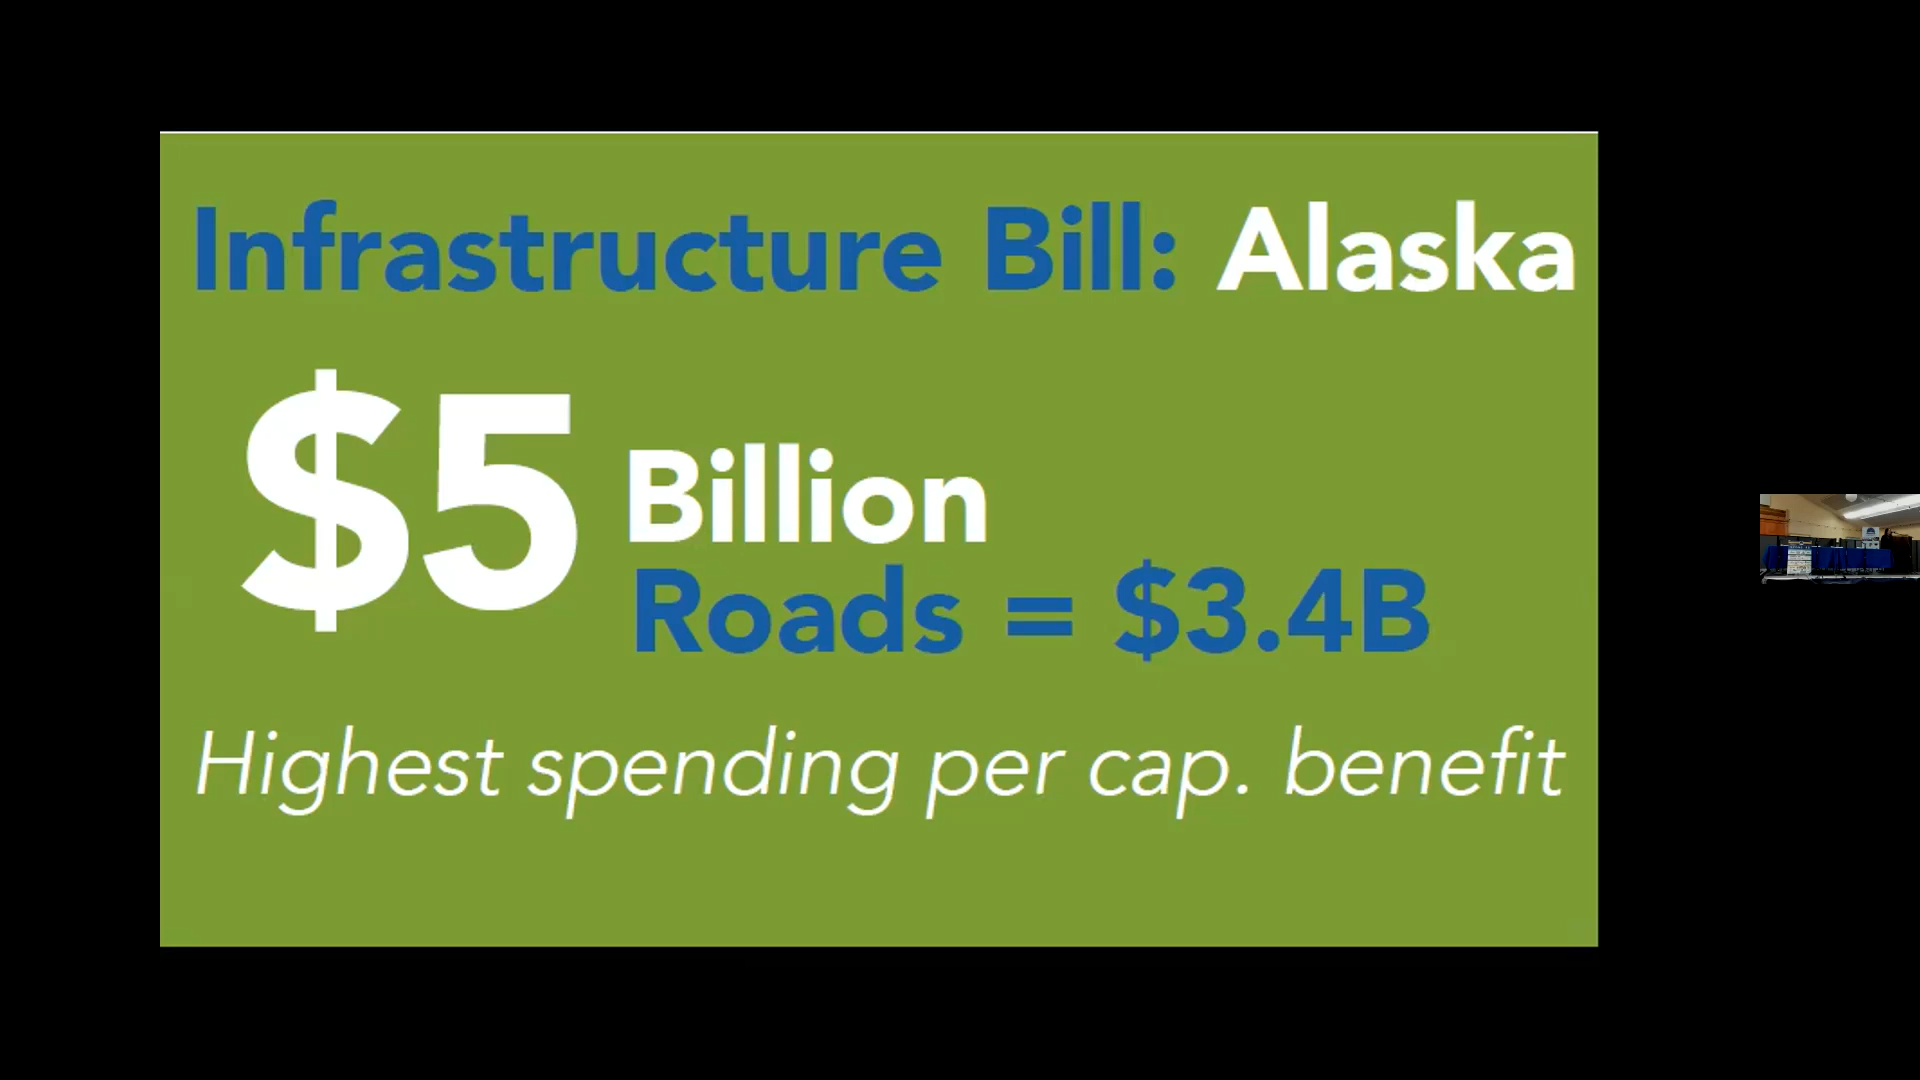 Infrastructure Bill: Alaska
$5 Billion
Roads = $3.4B
Highest spending per cap. benefit